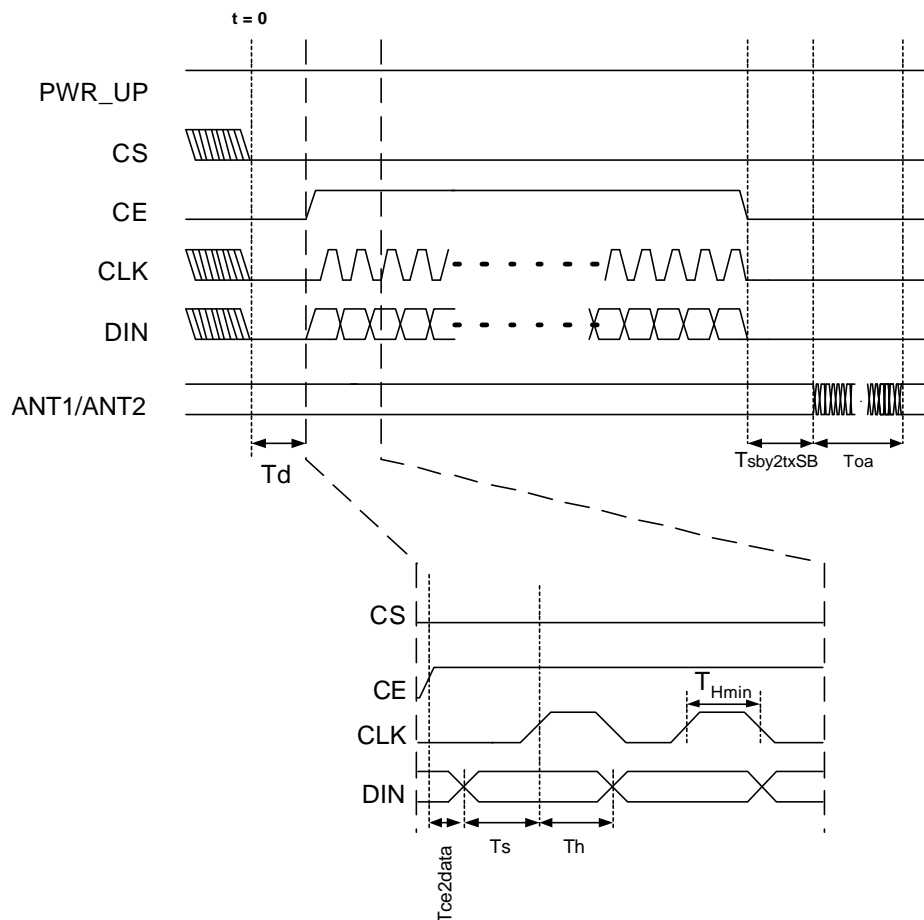 t = 0
PWR_UP
CS
CE
CLK
DIN
ANT1/ANT2
Td
Tsby2txSB
Toa
CS
CE
THmin
CLK
DIN
Tce2data
Ts
Th